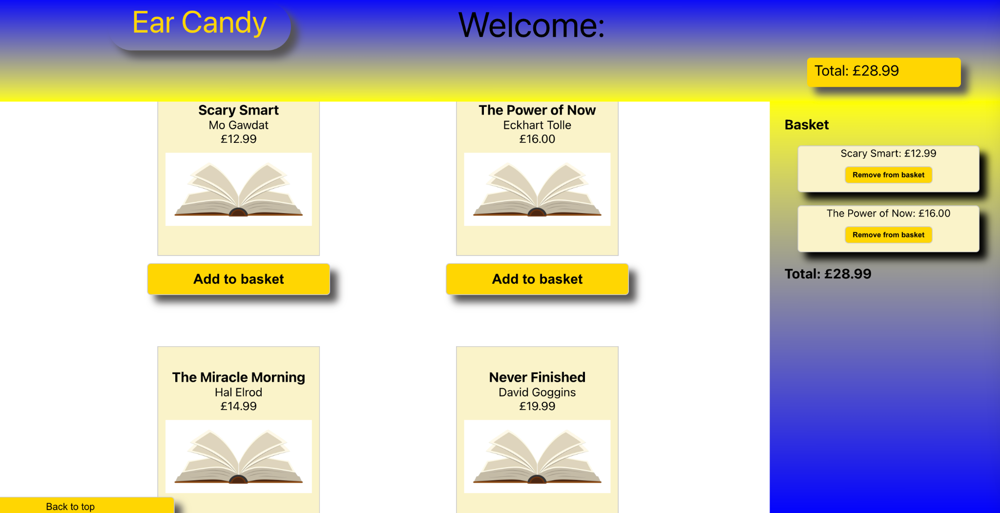 Ear Candy
Welcome:
Total: £28.99
Scary Smart
Mo Gawdat
£12.99
Add to basket
The Power of Now
Eckhart Tolle
£16.00
Add to basket
The Miracle Morning
Hal Elrod
£14.99
Never Finished
David Goggins
£19.99
Basket
Scary Smart: £12.99
Remove from basket
The Power of Now: £16.00
Remove from basket
Total: £28.99
Back to top